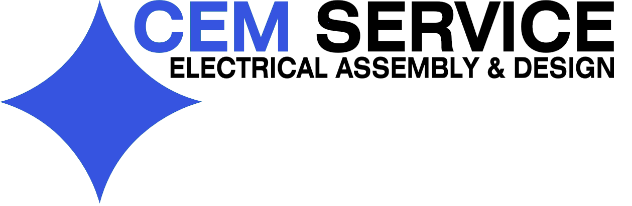 CEM SERVICE
ELECTRICAL ASSEMBLY & DESIGN